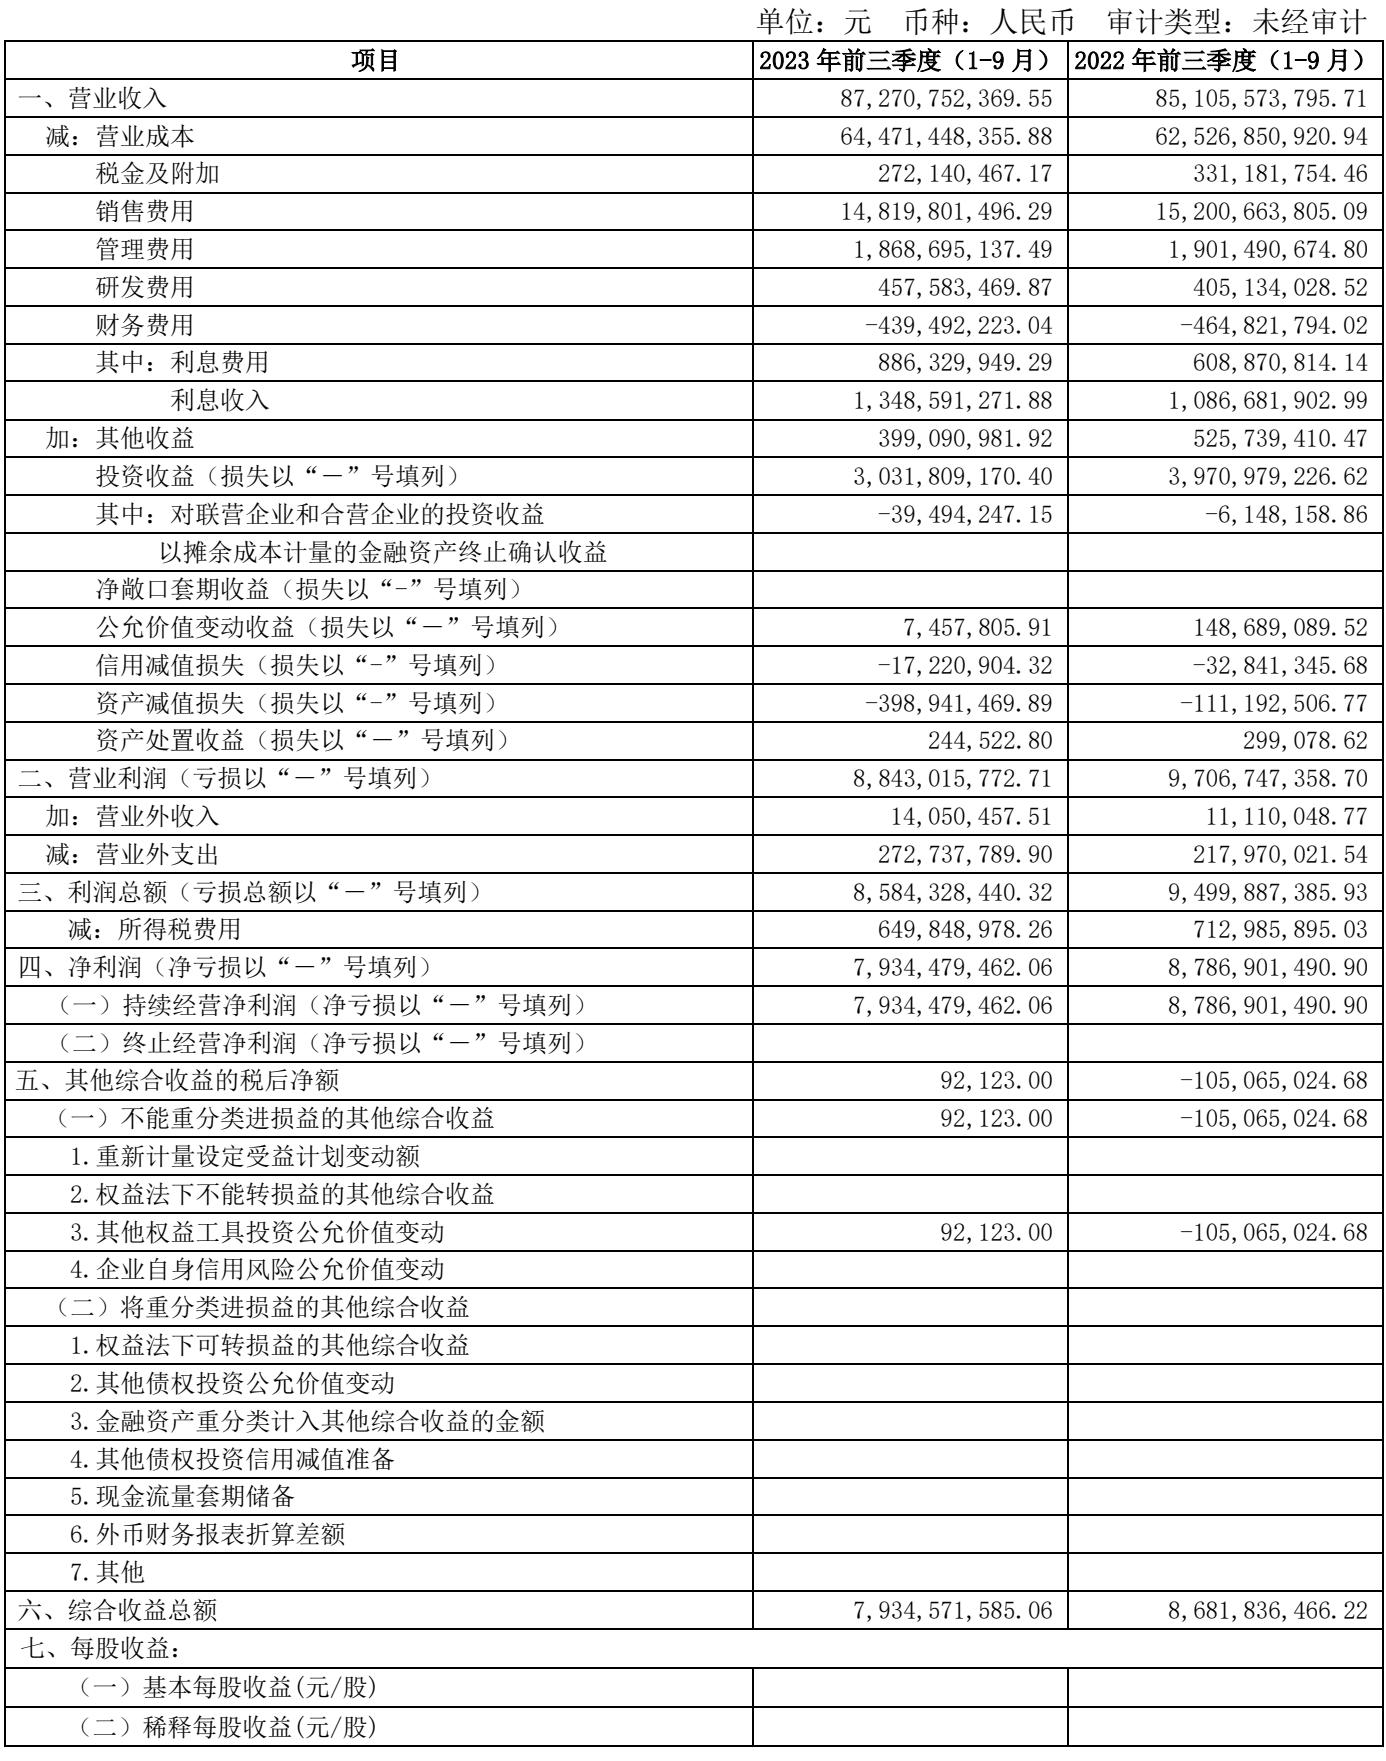 单位：元　币种：人民币　审计类型：未经审计
项目 2023年前三季度（1-9月） 2022年前三季度（1-9月）
一、营业收入 87,270,752,369.55 85,105,573,795.71
减：营业成本 64,471,448,355.88 62,526,850,920.94
税金及附加 272,140,467.17 331,181,754.46
销售费用 14,819,801,496.29 15,200,663,805.09
管理费用 1,868,695,137.49 1,901,490,674.80
研发费用 457,583,469.87 405,134,028.52
财务费用 -439,492,223.04 -464,821,794.02
其中：利息费用 886,329,949.29 608,870,814.14
利息收入 1,348,591,271.88 1,086,681,902.99
加：其他收益 399,090,981.92 525,739,410.47
投资收益（损失以“－”号填列） 3,031,809,170.40 3,970,979,226.62
其中：对联营企业和合营企业的投资收益 -39,494,247.15 -6,148,158.86
以摊余成本计量的金融资产终止确认收益
净敞口套期收益（损失以“-”号填列）
公允价值变动收益（损失以“－”号填列） 7,457,805.91 148,689,089.52
信用减值损失（损失以“-”号填列） -17,220,904.32 -32,841,345.68
资产减值损失（损失以“-”号填列） -398,941,469.89 -111,192,506.77
资产处置收益（损失以“－”号填列） 244,522.80 299,078.62
二、营业利润（亏损以“－”号填列） 8,843,015,772.71 9,706,747,358.70
加：营业外收入 14,050,457.51 11,110,048.77
减：营业外支出 272,737,789.90 217,970,021.54
三、利润总额（亏损总额以“－”号填列） 8,584,328,440.32 9,499,887,385.93
减：所得税费用 649,848,978.26 712,985,895.03
四、净利润（净亏损以“－”号填列） 7,934,479,462.06 8,786,901,490.90
（一）持续经营净利润（净亏损以“－”号填列） 7,934,479,462.06 8,786,901,490.90
（二）终止经营净利润（净亏损以“－”号填列）
五、其他综合收益的税后净额 92,123.00 -105,065,024.68
（一）不能重分类进损益的其他综合收益 92,123.00 -105,065,024.68
1.重新计量设定受益计划变动额
2.权益法下不能转损益的其他综合收益
3.其他权益工具投资公允价值变动 92,123.00 -105,065,024.68
4.企业自身信用风险公允价值变动
（二）将重分类进损益的其他综合收益
1.权益法下可转损益的其他综合收益
2.其他债权投资公允价值变动
3.金融资产重分类计入其他综合收益的金额
4.其他债权投资信用减值准备
5.现金流量套期储备
6.外币财务报表折算差额
7.其他
六、综合收益总额 7,934,571,585.06 8,681,836,466.22
七、每股收益：
（一）基本每股收益(元/股)
（二）稀释每股收益(元/股)